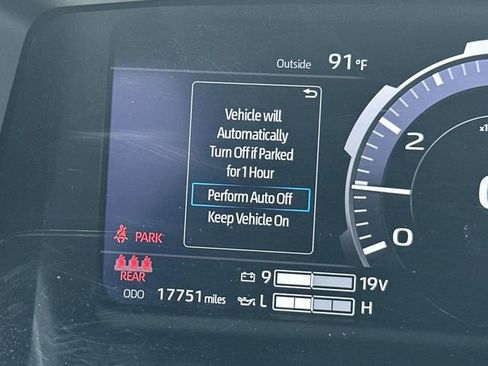 Outside 91°F
Vehicle will
Automatically
Turn Off if Parked
for 1 Hour
Perform Auto Off
Keep Vehicle On
2
x1
0
PARK
REAR
9 19V
ODO 17751 miles
L H